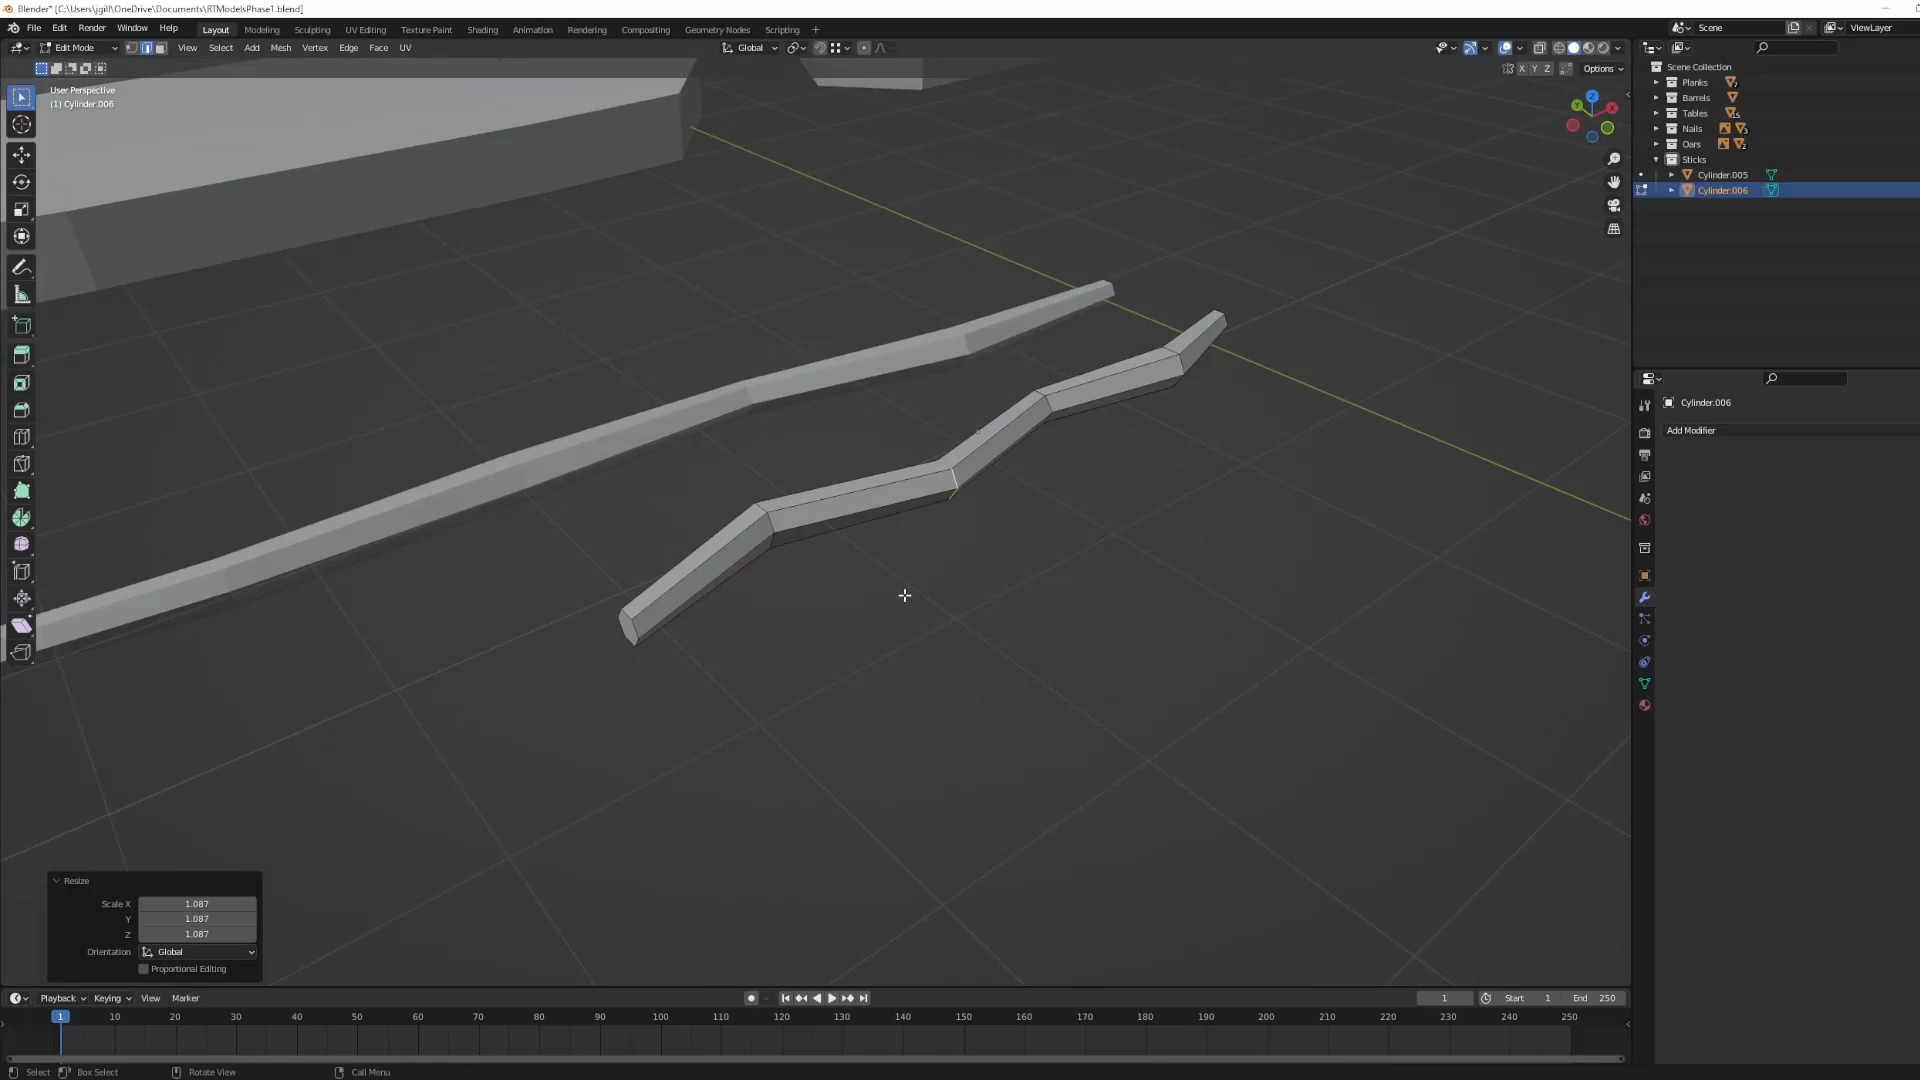 Blender* [C:\Users\jgill\OneDrive\Documents\RTModelsPhase1.blend]
File Edit Render Window Help Layout Modeling Sculpting UV Editing Texture Paint Shading Animation Rendering Compositing Geometry Nodes Scripting + Scene ViewLayer
Edit Mode View Select Add Mesh Vertex Edge Face UV Global
X Y Z Options
Scene Collection
User Perspective
(1) Cylinder.006
Planks 7
Barrels
Tables 15
Nails 3
Oars 2
Sticks
Cylinder.005
Cylinder.006
Z
Y
X
Cylinder.006
Add Modifier
Resize
Scale X 1.087
Y 1.087
Z 1.087
Orientation Global
Proportional Editing
Playback Keying View Marker 1 Start 1 End 250
1 10 20 30 40 50 60 70 80 90 100 110 120 130 140 150 160 170 180 190 200 210 220 230 240 250
Select Box Select Rotate View Call Menu